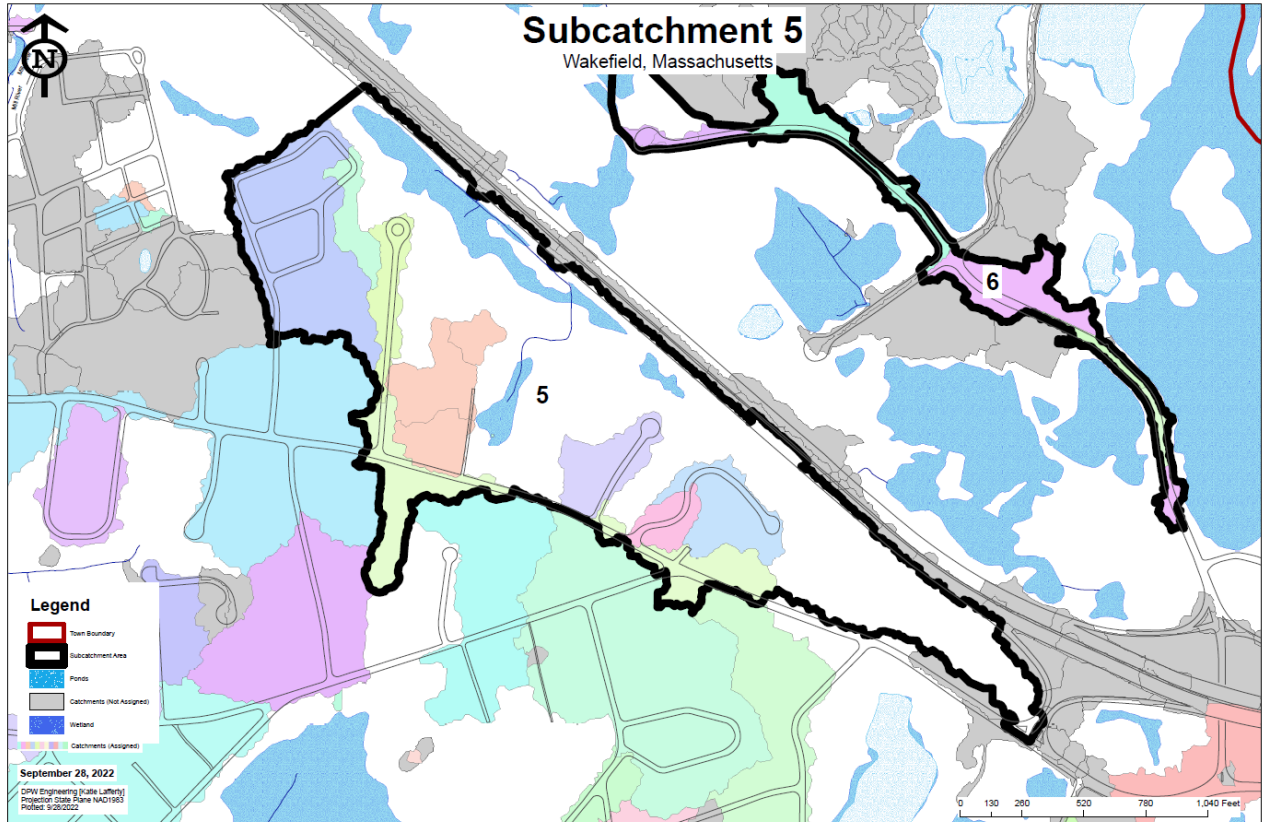 Subcatchment 5
Wakefield, Massachusetts
N
Mill River
6
5
Legend
Town Boundary
Subcatchment Area
Ponds
Catchments (Not Assigned)
Wetland
Catchments (Assigned)
September 28, 2022
DPW Engineering [Katie Lafferty]
Projection State Plane NAD1983
Plotted: 9/28/2022
0 130 260 520 780 1,040 Feet